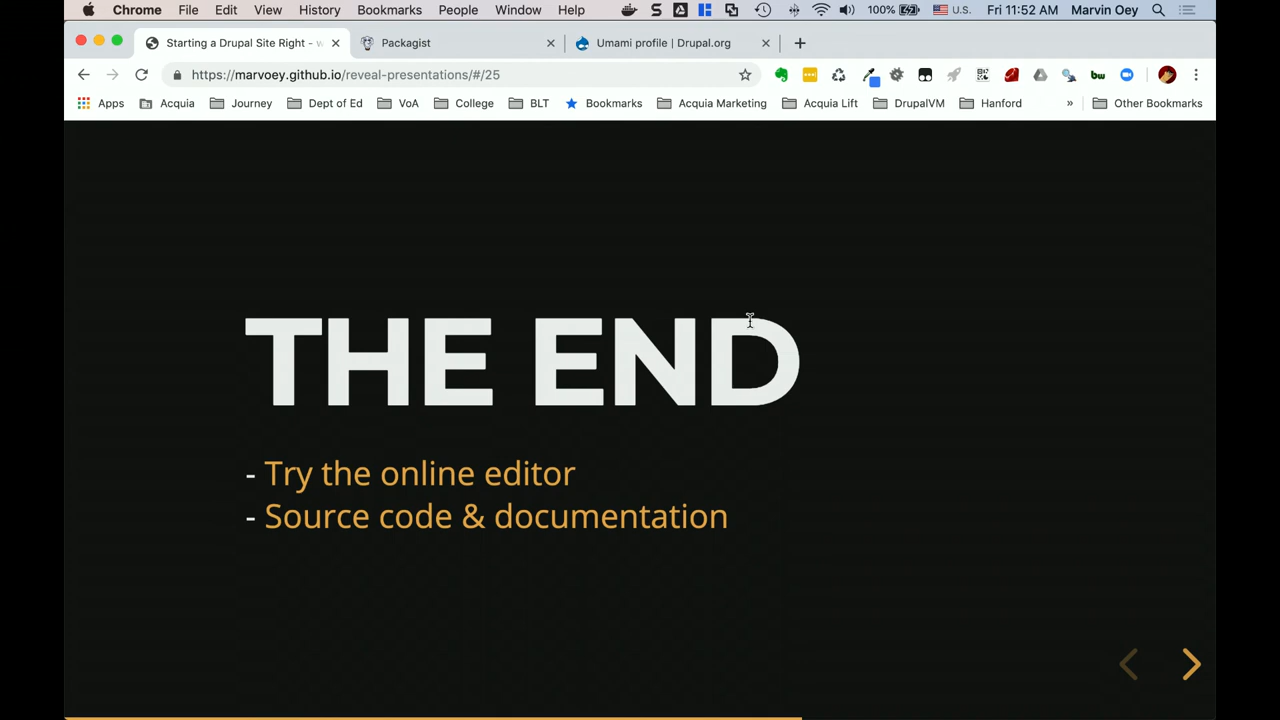 Chrome File Edit View History Bookmarks People Window Help 100% U.S. Fri 11:52 AM Marvin Oey
Starting a Drupal Site Right - w Packagist Umami profile | Drupal.org
https://marvoey.github.io/reveal-presentations/#/25
Apps Acquia Journey Dept of Ed VoA College BLT Bookmarks Acquia Marketing Acquia Lift DrupalVM Hanford » Other Bookmarks
THE END
- Try the online editor
- Source code & documentation